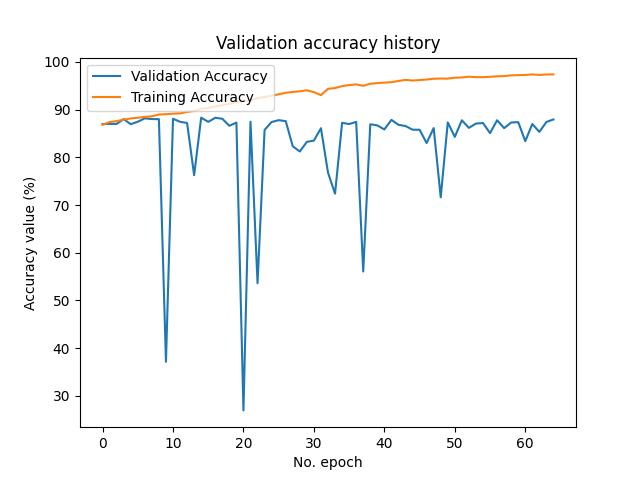 Validation accuracy history
Validation Accuracy
Training Accuracy
100
90
80
70
60
50
40
30
Accuracy value (%)
0 10 20 30 40 50 60
No. epoch